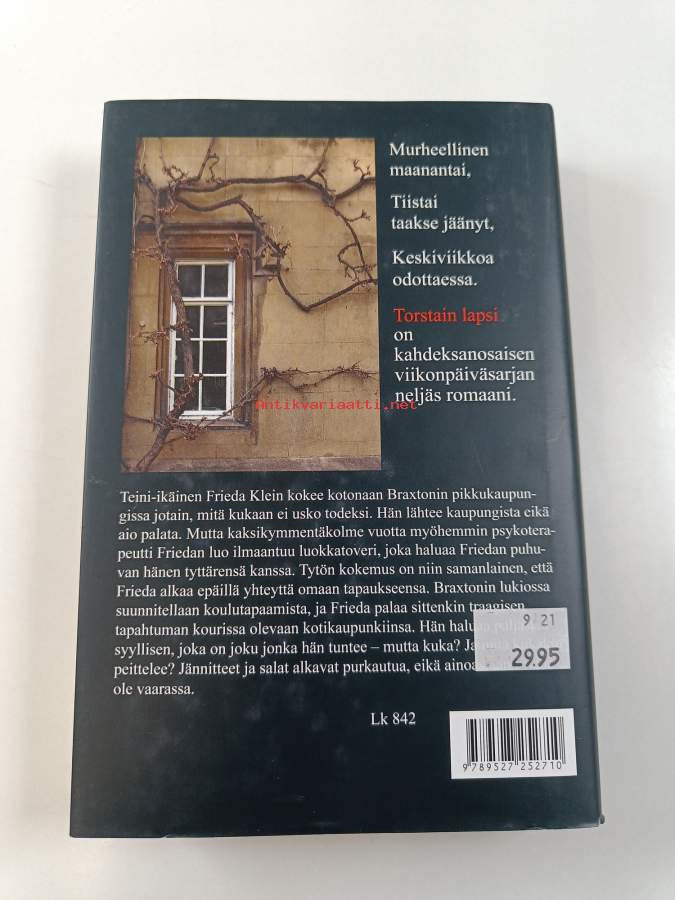 Murheellinen
maanantai,
Tiistai
taakse jäänyt,
Keskiviikkoa
odottaessa.
Torstain lapsi
on
kahdeksanosaisen
viikonpäiväsarjan
neljäs romaani.
Antikvariaatti.net
Teini-ikäinen Frieda Klein kokee kotonaan Braxtonin pikkukaupun-
gissa jotain, mitä kukaan ei usko todeksi. Hän lähtee kaupungista eikä
aio palata. Mutta kaksikymmentäkolme vuotta myöhemmin psykotera-
peutti Friedan luo ilmaantuu luokkatoveri, joka haluaa Friedan puhu-
van hänen tyttärensä kanssa. Tytön kokemus on niin samanlainen, että
Frieda alkaa epäillä yhteyttä omaan tapaukseensa. Braxtonin lukiossa
suunnitellaan koulutapaamista, ja Frieda palaa sittenkin traagisen
tapahtuman kourissa olevaan kotikaupunkiinsa. Hän haluaa
syyllisen, joka on joku jonka hän tuntee – mutta kuka?
peittelee? Jännitteet ja salat alkavat purkautua, eikä
ole vaarassa.
9 21
29.95
Lk 842
9 789527 252710